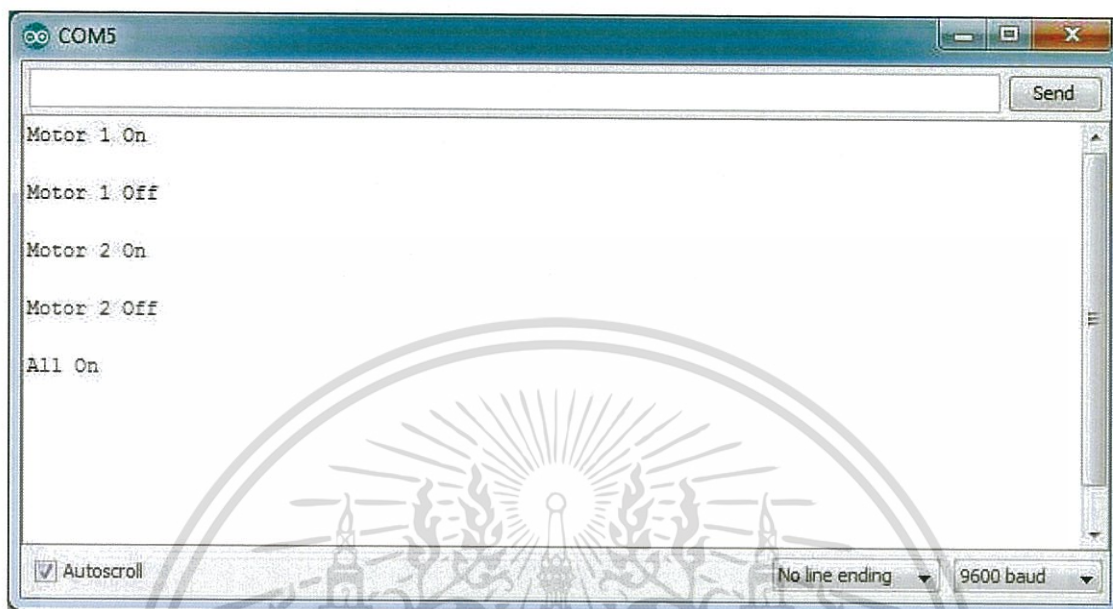 COM5
Send
Motor 1 On
Motor 1 Off
Motor 2 On
Motor 2 Off
All On
Autoscroll
No line ending
9600 baud